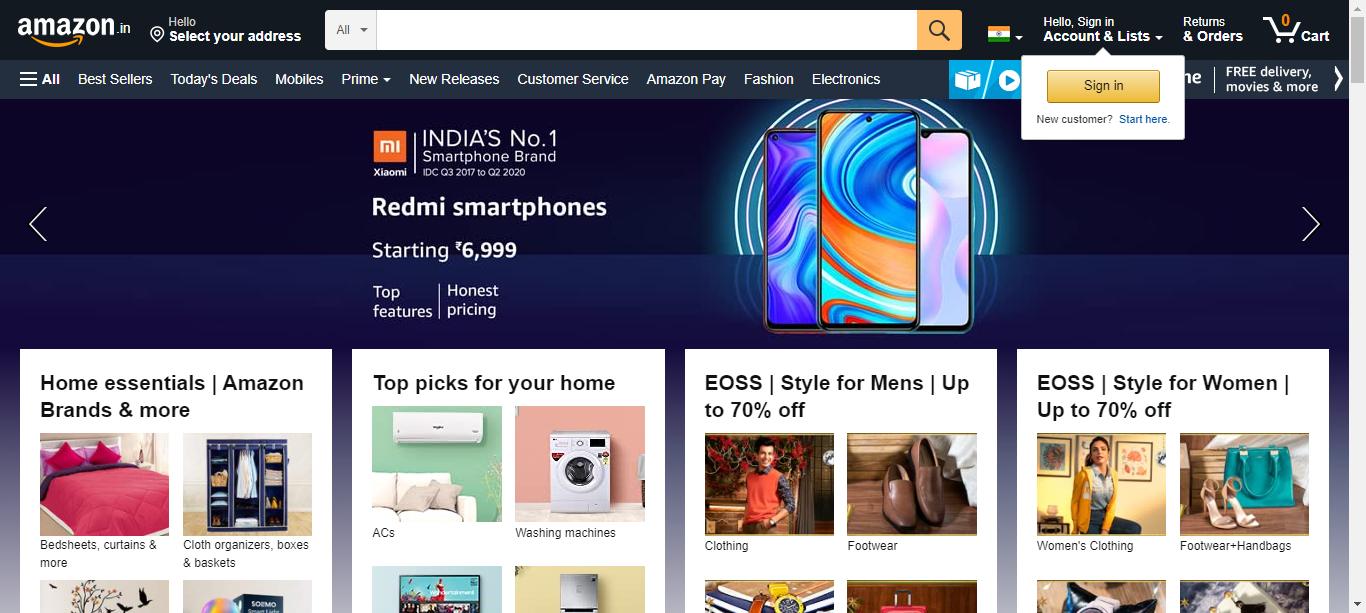 amazon.in
Hello
Select your address
All
Hello, Sign in
Account & Lists
Returns
& Orders
0
Cart
All
Best Sellers
Today's Deals
Mobiles
Prime
New Releases
Customer Service
Amazon Pay
Fashion
Electronics
FREE delivery,
movies & more
Sign in
New customer? Start here.
mi
Xiaomi
INDIA'S No.1
Smartphone Brand
IDC Q3 2017 to Q2 2020
Redmi smartphones
Starting ₹6,999
Top
features
Honest
pricing
Home essentials | Amazon
Brands & more
Bedsheets, curtains &
more
Cloth organizers, boxes
& baskets
Top picks for your home
ACs
Washing machines
EOSS | Style for Mens | Up
to 70% off
Clothing
Footwear
EOSS | Style for Women |
Up to 70% off
Women's Clothing
Footwear+Handbags